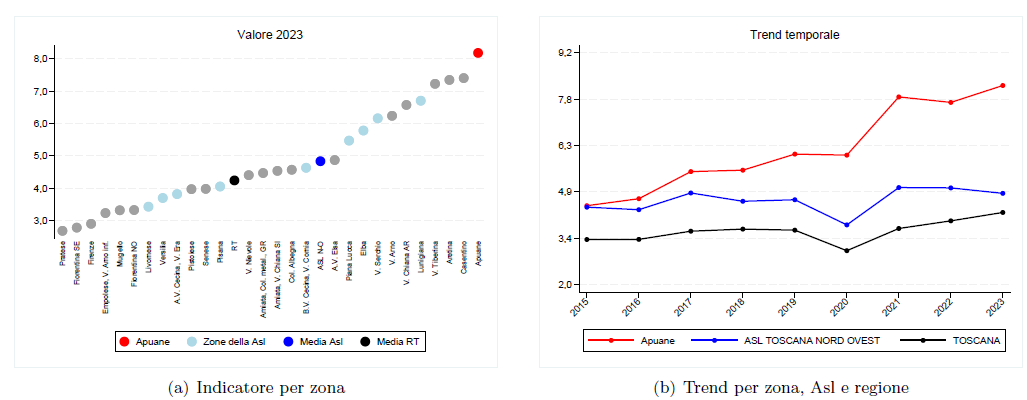 Valore 2023
8,0
7,0
6,0
5,0
4,0
3,0
Pratese
Fiorentina SE
Firenze
Empolese, V. Arno Inf.
Mugello
Fiorentina NO
Livornese
Versilia
A.V. Cecina, V. Era
Pistoiese
Senese
Pisana
RT
V. Nievole
Amiata, Col. metal., GR
Amiata, V. Chiana SI
Col. Albegna
B.V. Cecina, V. Cornia
ASL N-O
A.V. Elsa
Piana Lucca
Elba
V. Serchio
V. Arno
V. Chiana AR
Lunigiana
V. Tiberina
Aretina
Casentino
Apuane
Apuane
Zone della Asl
Media Asl
Media RT
(a) Indicatore per zona
Trend temporale
9,2
7,8
6,3
4,9
3,4
2,0
2015
2016
2017
2018
2019
2020
2021
2022
2023
Apuane
ASL TOSCANA NORD OVEST
TOSCANA
(b) Trend per zona, Asl e regione